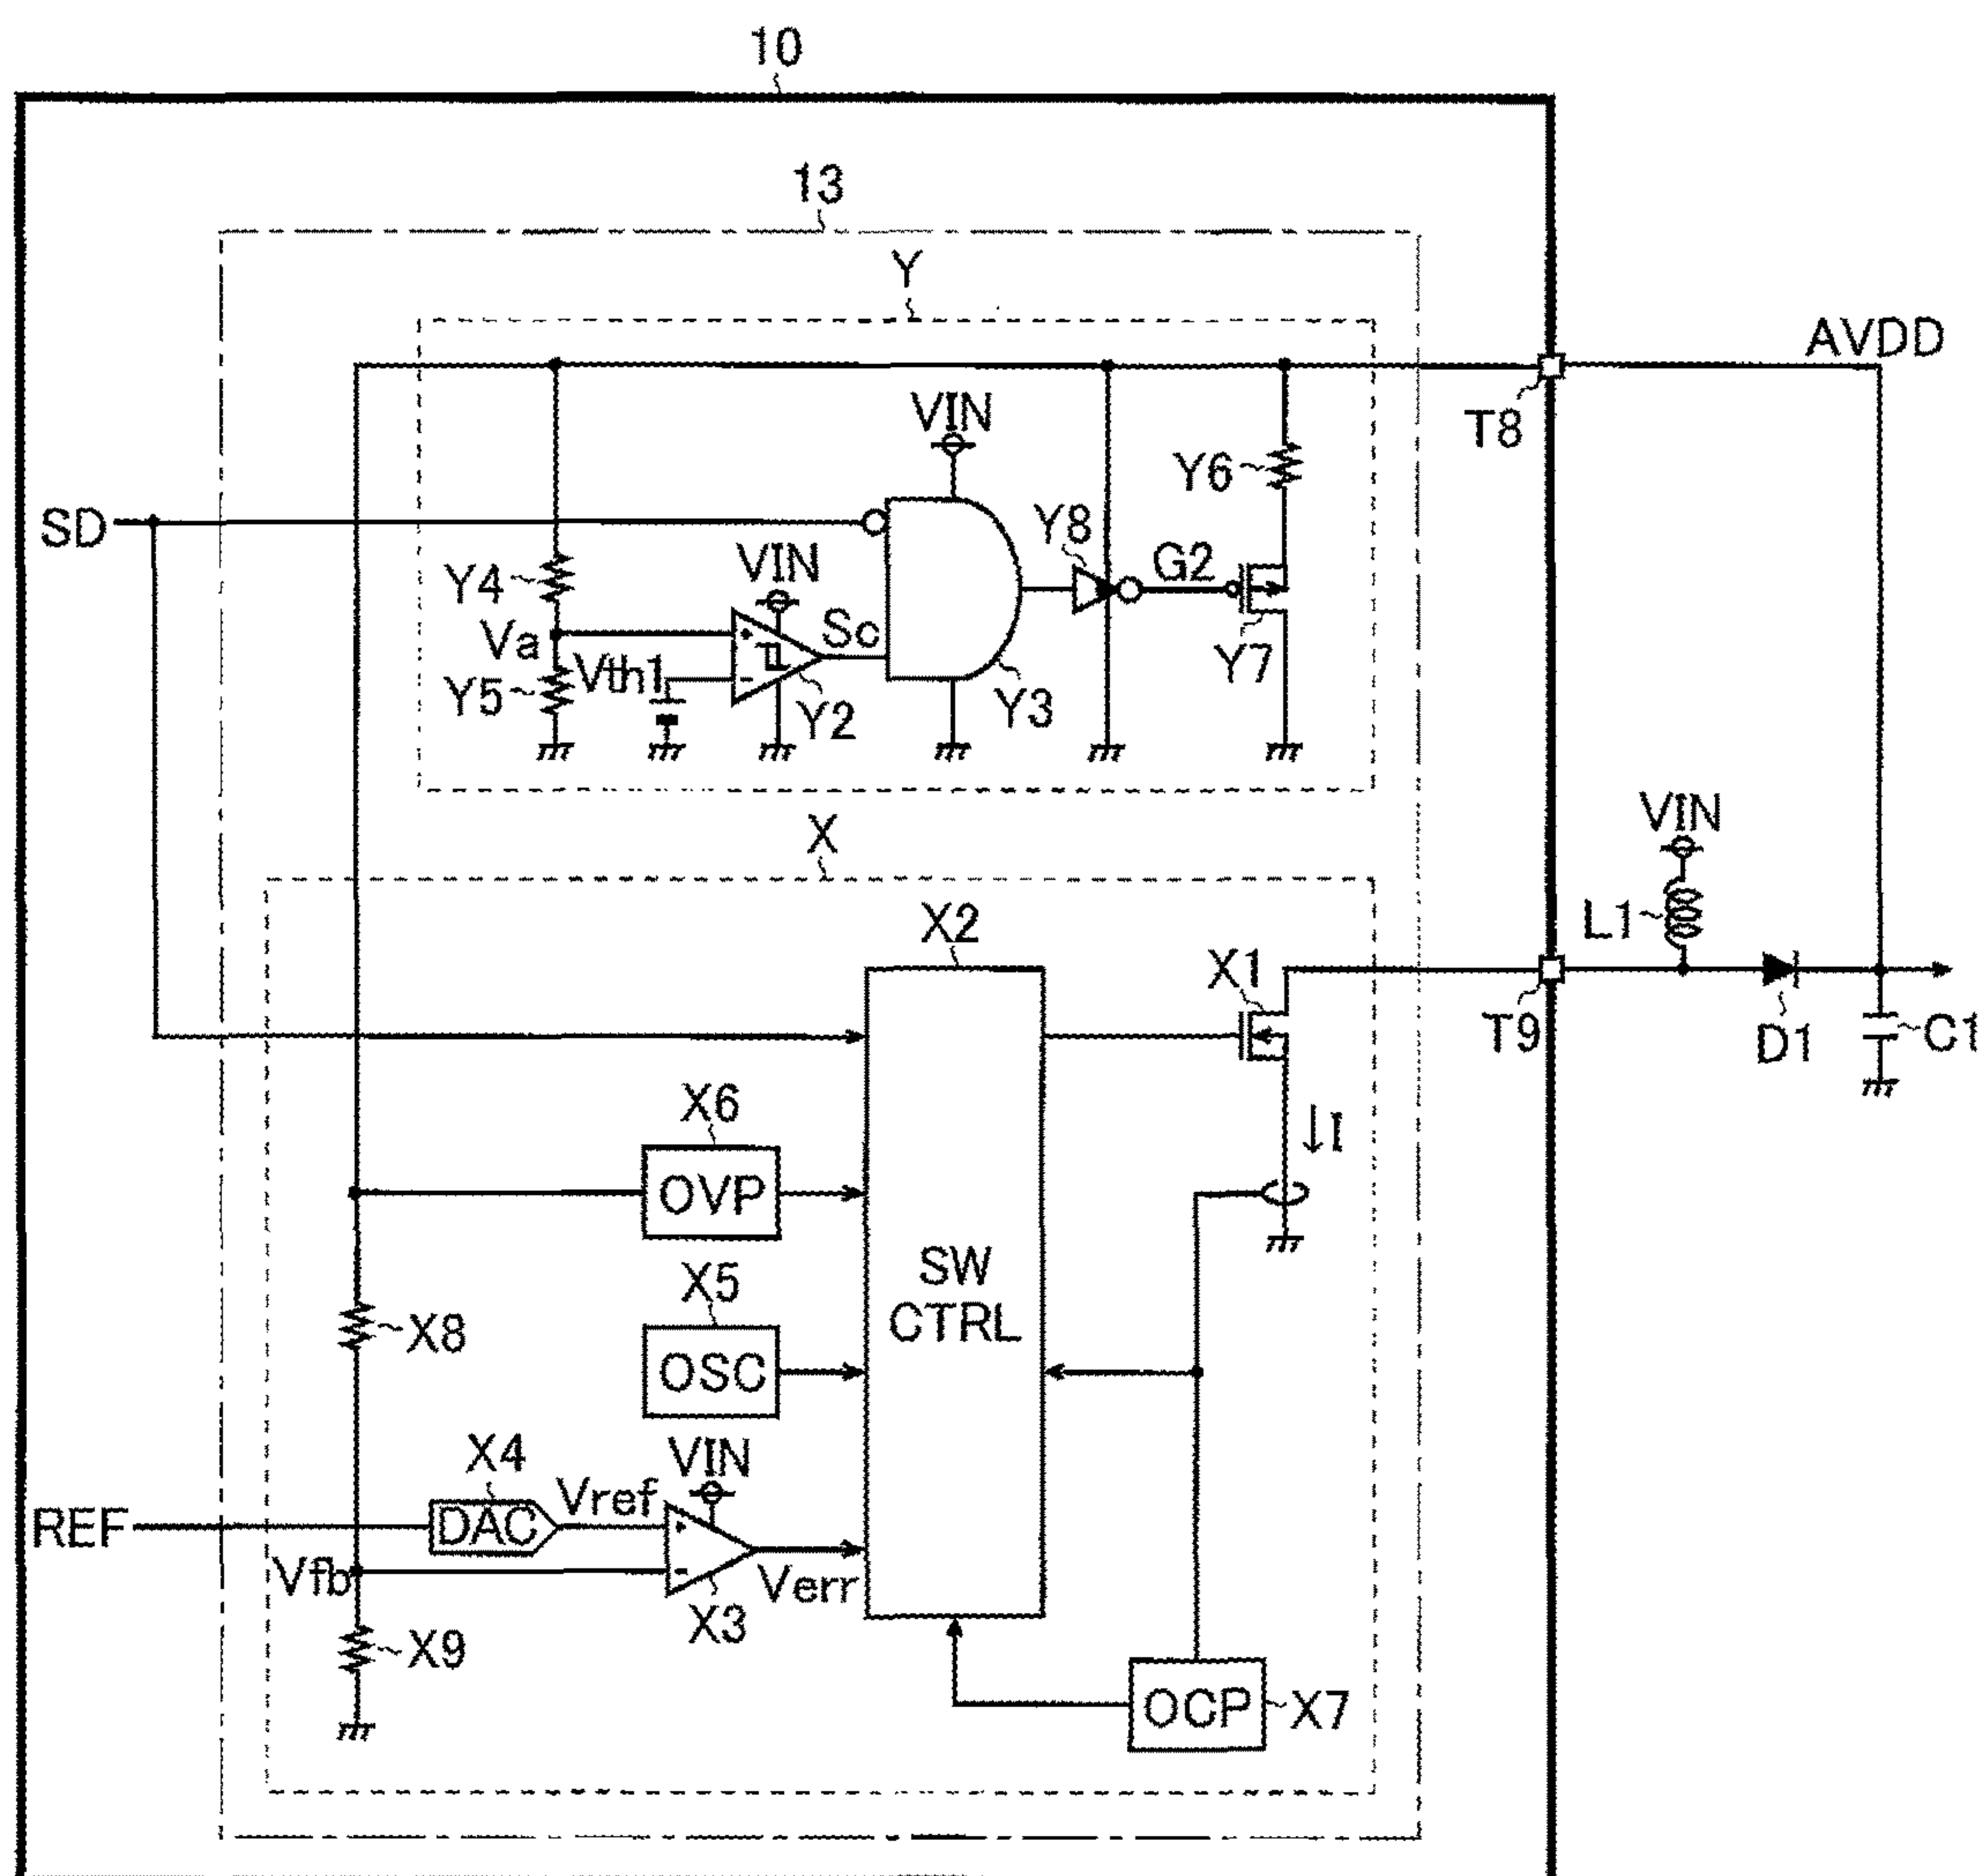 10
13
Y
AVDD
T8
VIN
Y6
SD
Y8
G2
VIN
Y4
Sc
Va
Vth1
Y7
Y5
Y2
Y3
X
VIN
L1
X2
X1
T9
D1
C1
X6
I
OVP
X5
SW
CTRL
X8
OSC
X4
VIN
Vref
REF
DAC
Vfb
Verr
X3
X9
OCP
X7
+
-
+
-